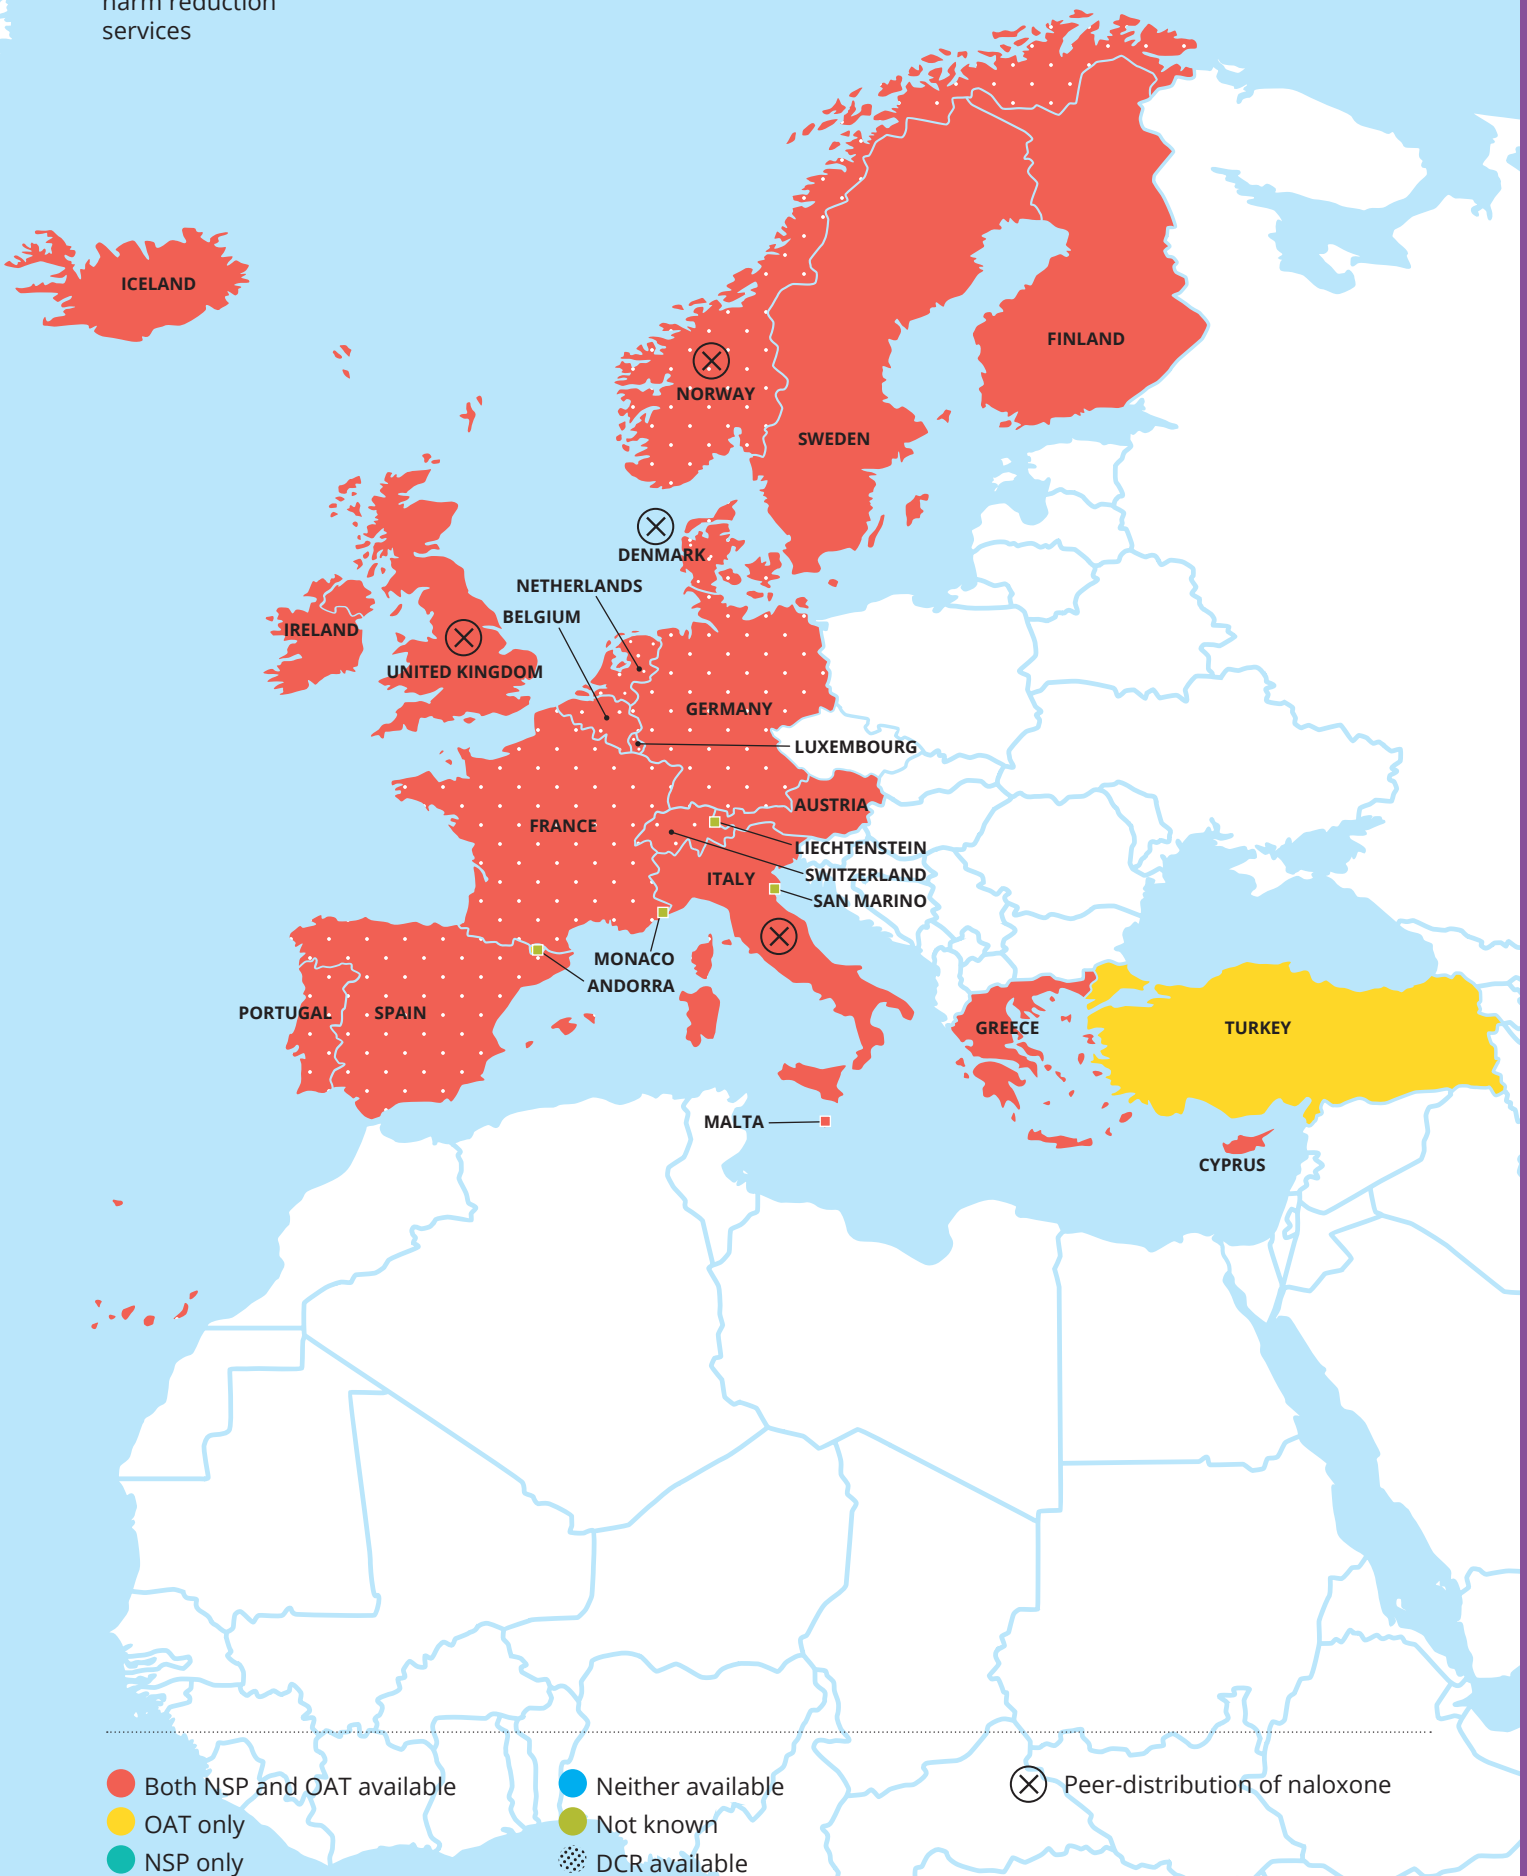 harm reduction
services
ICELAND
FINLAND
NORWAY
SWEDEN
DENMARK
NETHERLANDS
BELGIUM
IRELAND
UNITED KINGDOM
GERMANY
LUXEMBOURG
AUSTRIA
FRANCE
LIECHTENSTEIN
SWITZERLAND
ITALY
SAN MARINO
MONACO
ANDORRA
PORTUGAL
SPAIN
GREECE
TURKEY
MALTA
CYPRUS
Both NSP and OAT available
OAT only
NSP only
Neither available
Not known
DCR available
Peer-distribution of naloxone